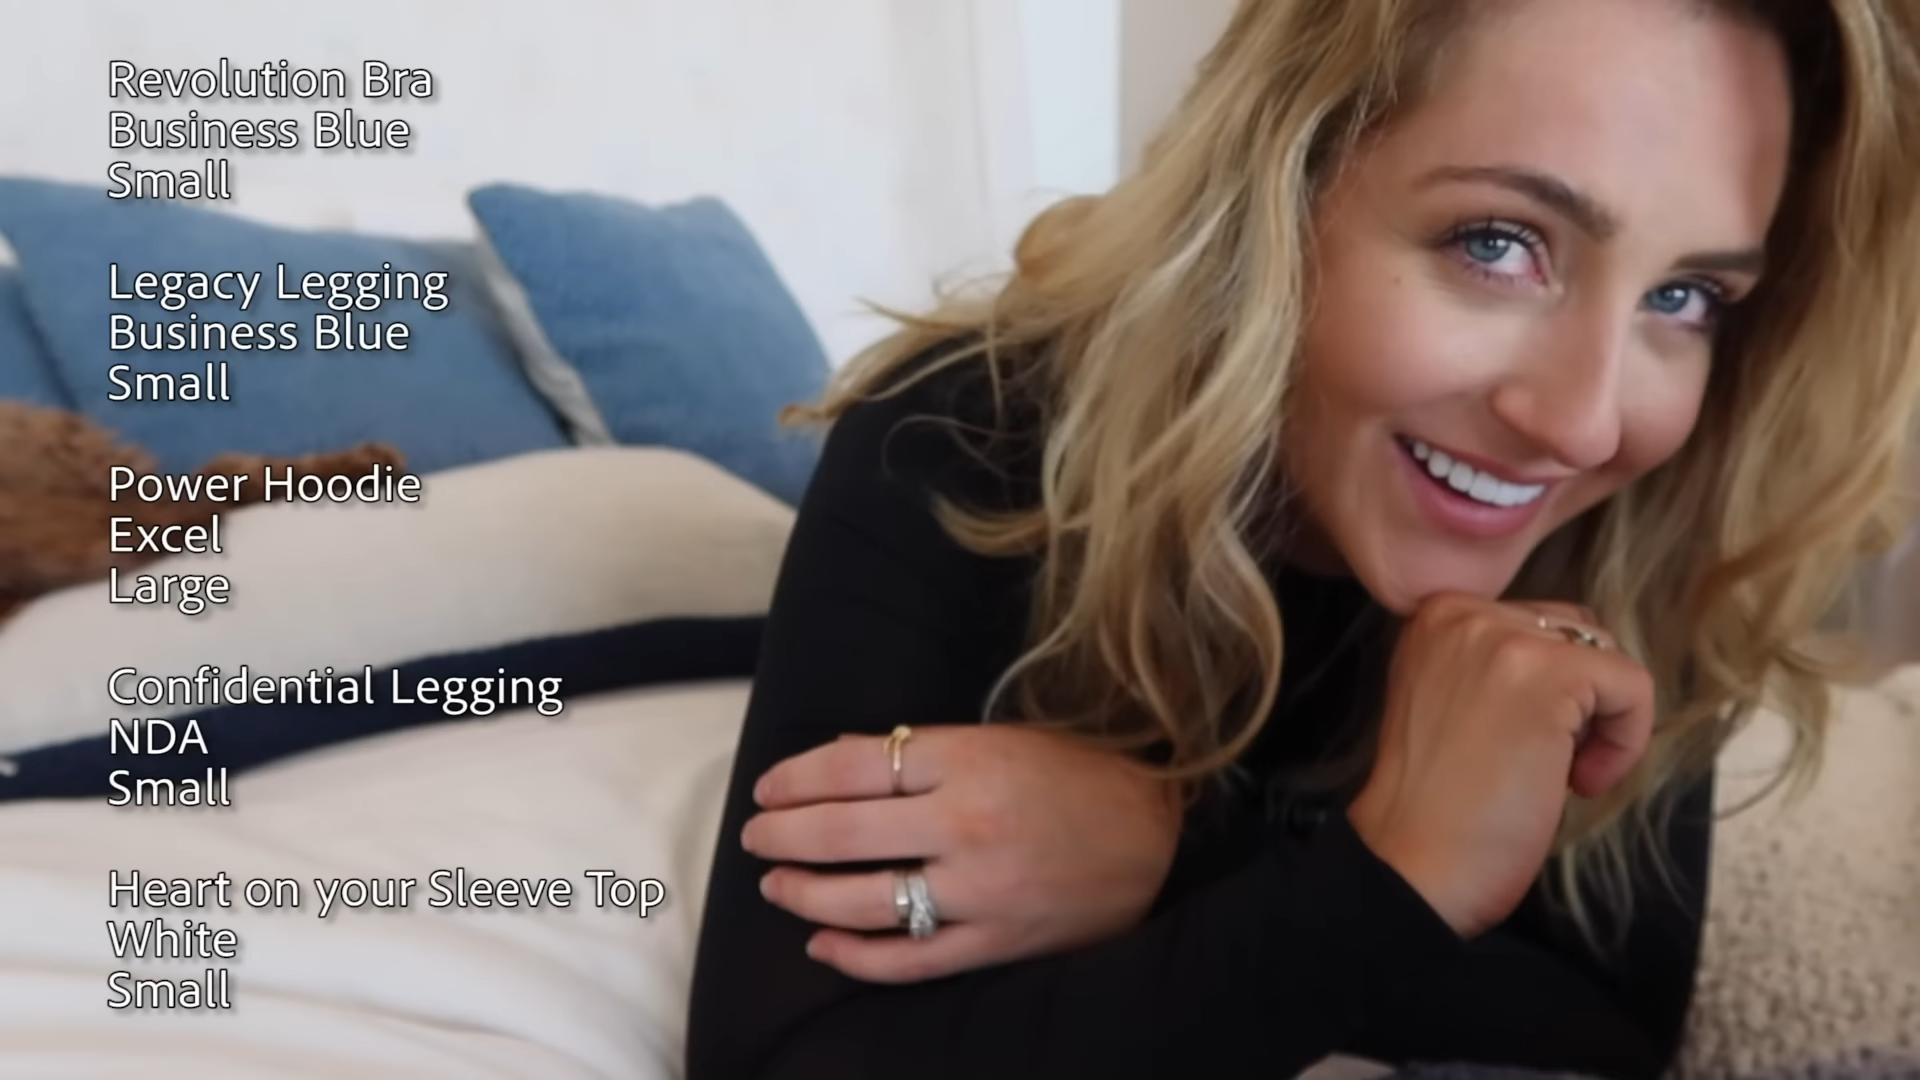 Revolution Bra
Business Blue
Small
Legacy Legging
Business Blue
Small
Power Hoodie
Excel
Large
Confidential Legging
NDA
Small
Heart on your Sleeve Top
White
Small